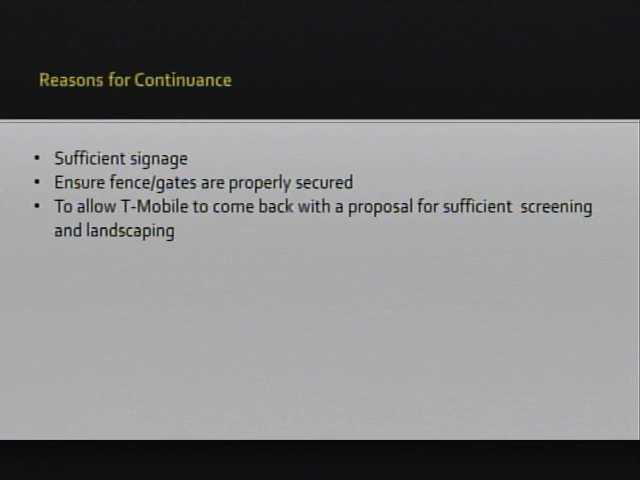 Reasons for Continuance
• Sufficient signage
• Ensure fence/gates are properly secured
• To allow T-Mobile to come back with a proposal for sufficient screening
and landscaping